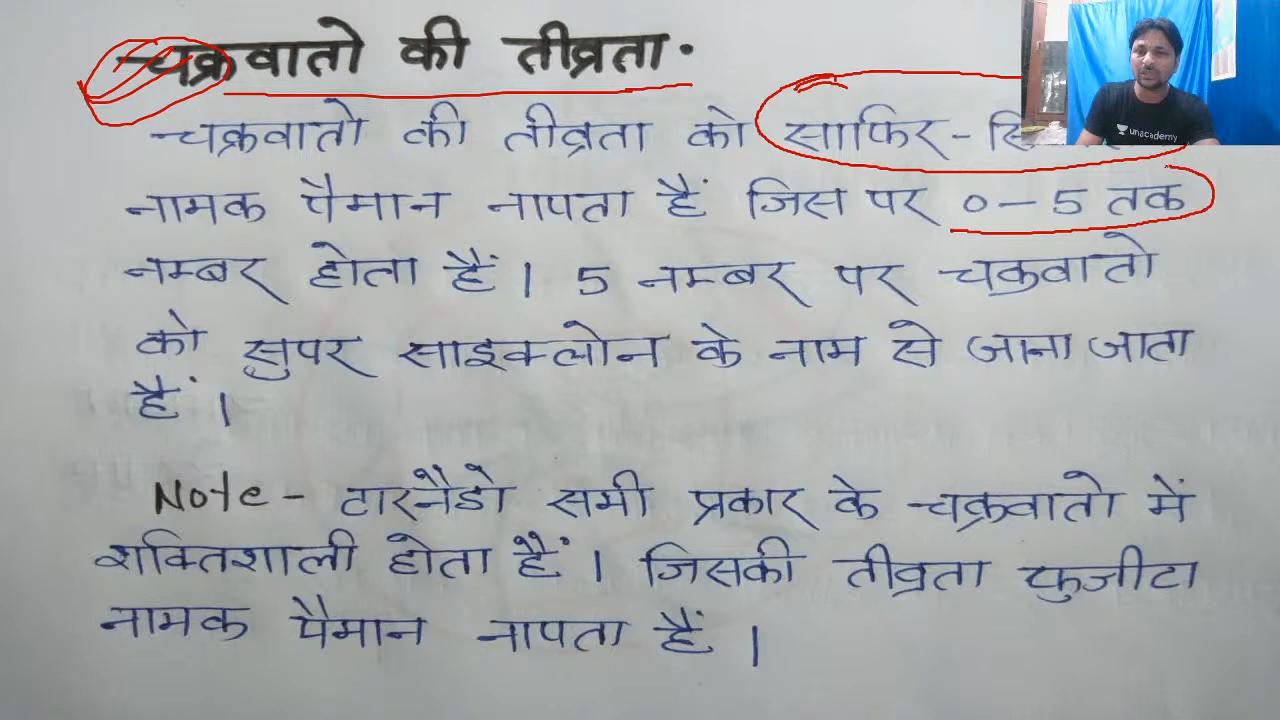 चक्रवातो की तीव्रता.
चक्रवातो की तीव्रता को साफिर-
unacademy
नामक पैमान नापता हैं जिस पर 0-5 तक
नम्बर होता हैं। 5 नम्बर पर चक्रवातो
को सुपर साइक्लोन के नाम से जाना जाता
हैं।
Note- टारनैडो सभी प्रकार के चक्रवातो में
शक्तिशाली होता हैं। जिसकी तीव्रता फुजीटा
नामक पैमान नापता हैं।